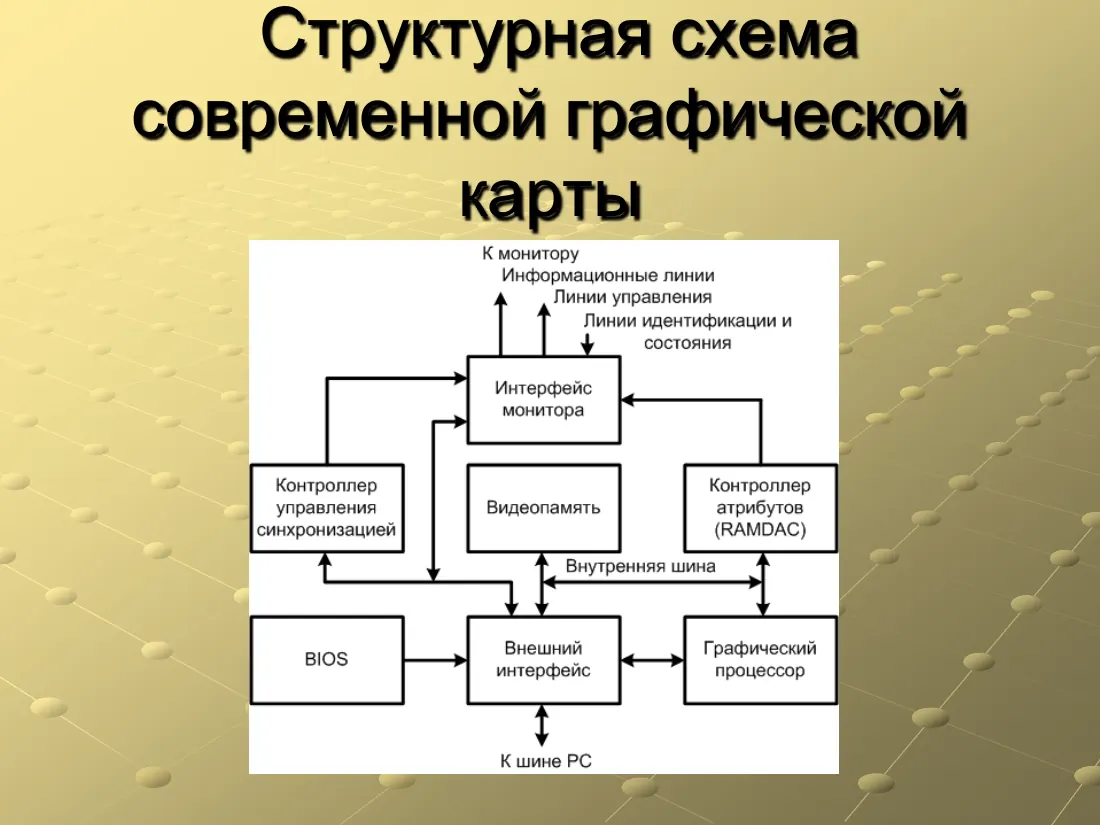 Структурная схема
современной графической
карты
К монитору
Информационные линии
Линии управления
Линии идентификации и
состояния
Интерфейс
монитора
Контроллер
управления
синхронизацией
Видеопамять
Контроллер
атрибутов
(RAMDAC)
Внутренняя шина
BIOS
Внешний
интерфейс
Графический
процессор
К шине PC